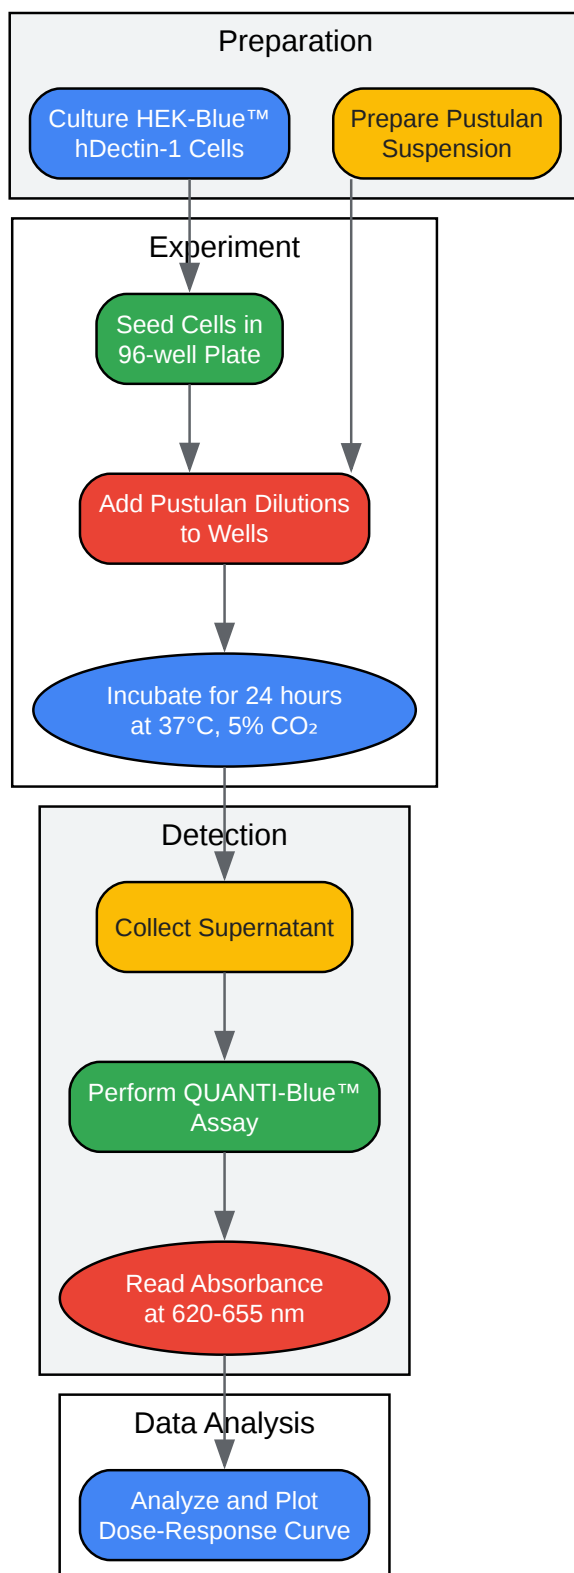 Preparation
Culture HEK-Blue™
hDectin-1 Cells
Prepare Pustulan
Suspension
Experiment
Seed Cells in
96-well Plate
Add Pustulan Dilutions
to Wells
Incubate for 24 hours
at 37°C, 5% CO₂
Detection
Collect Supernatant
Perform QUANTI-Blue™
Assay
Read Absorbance
at 620-655 nm
Data Analysis
Analyze and Plot
Dose-Response Curve